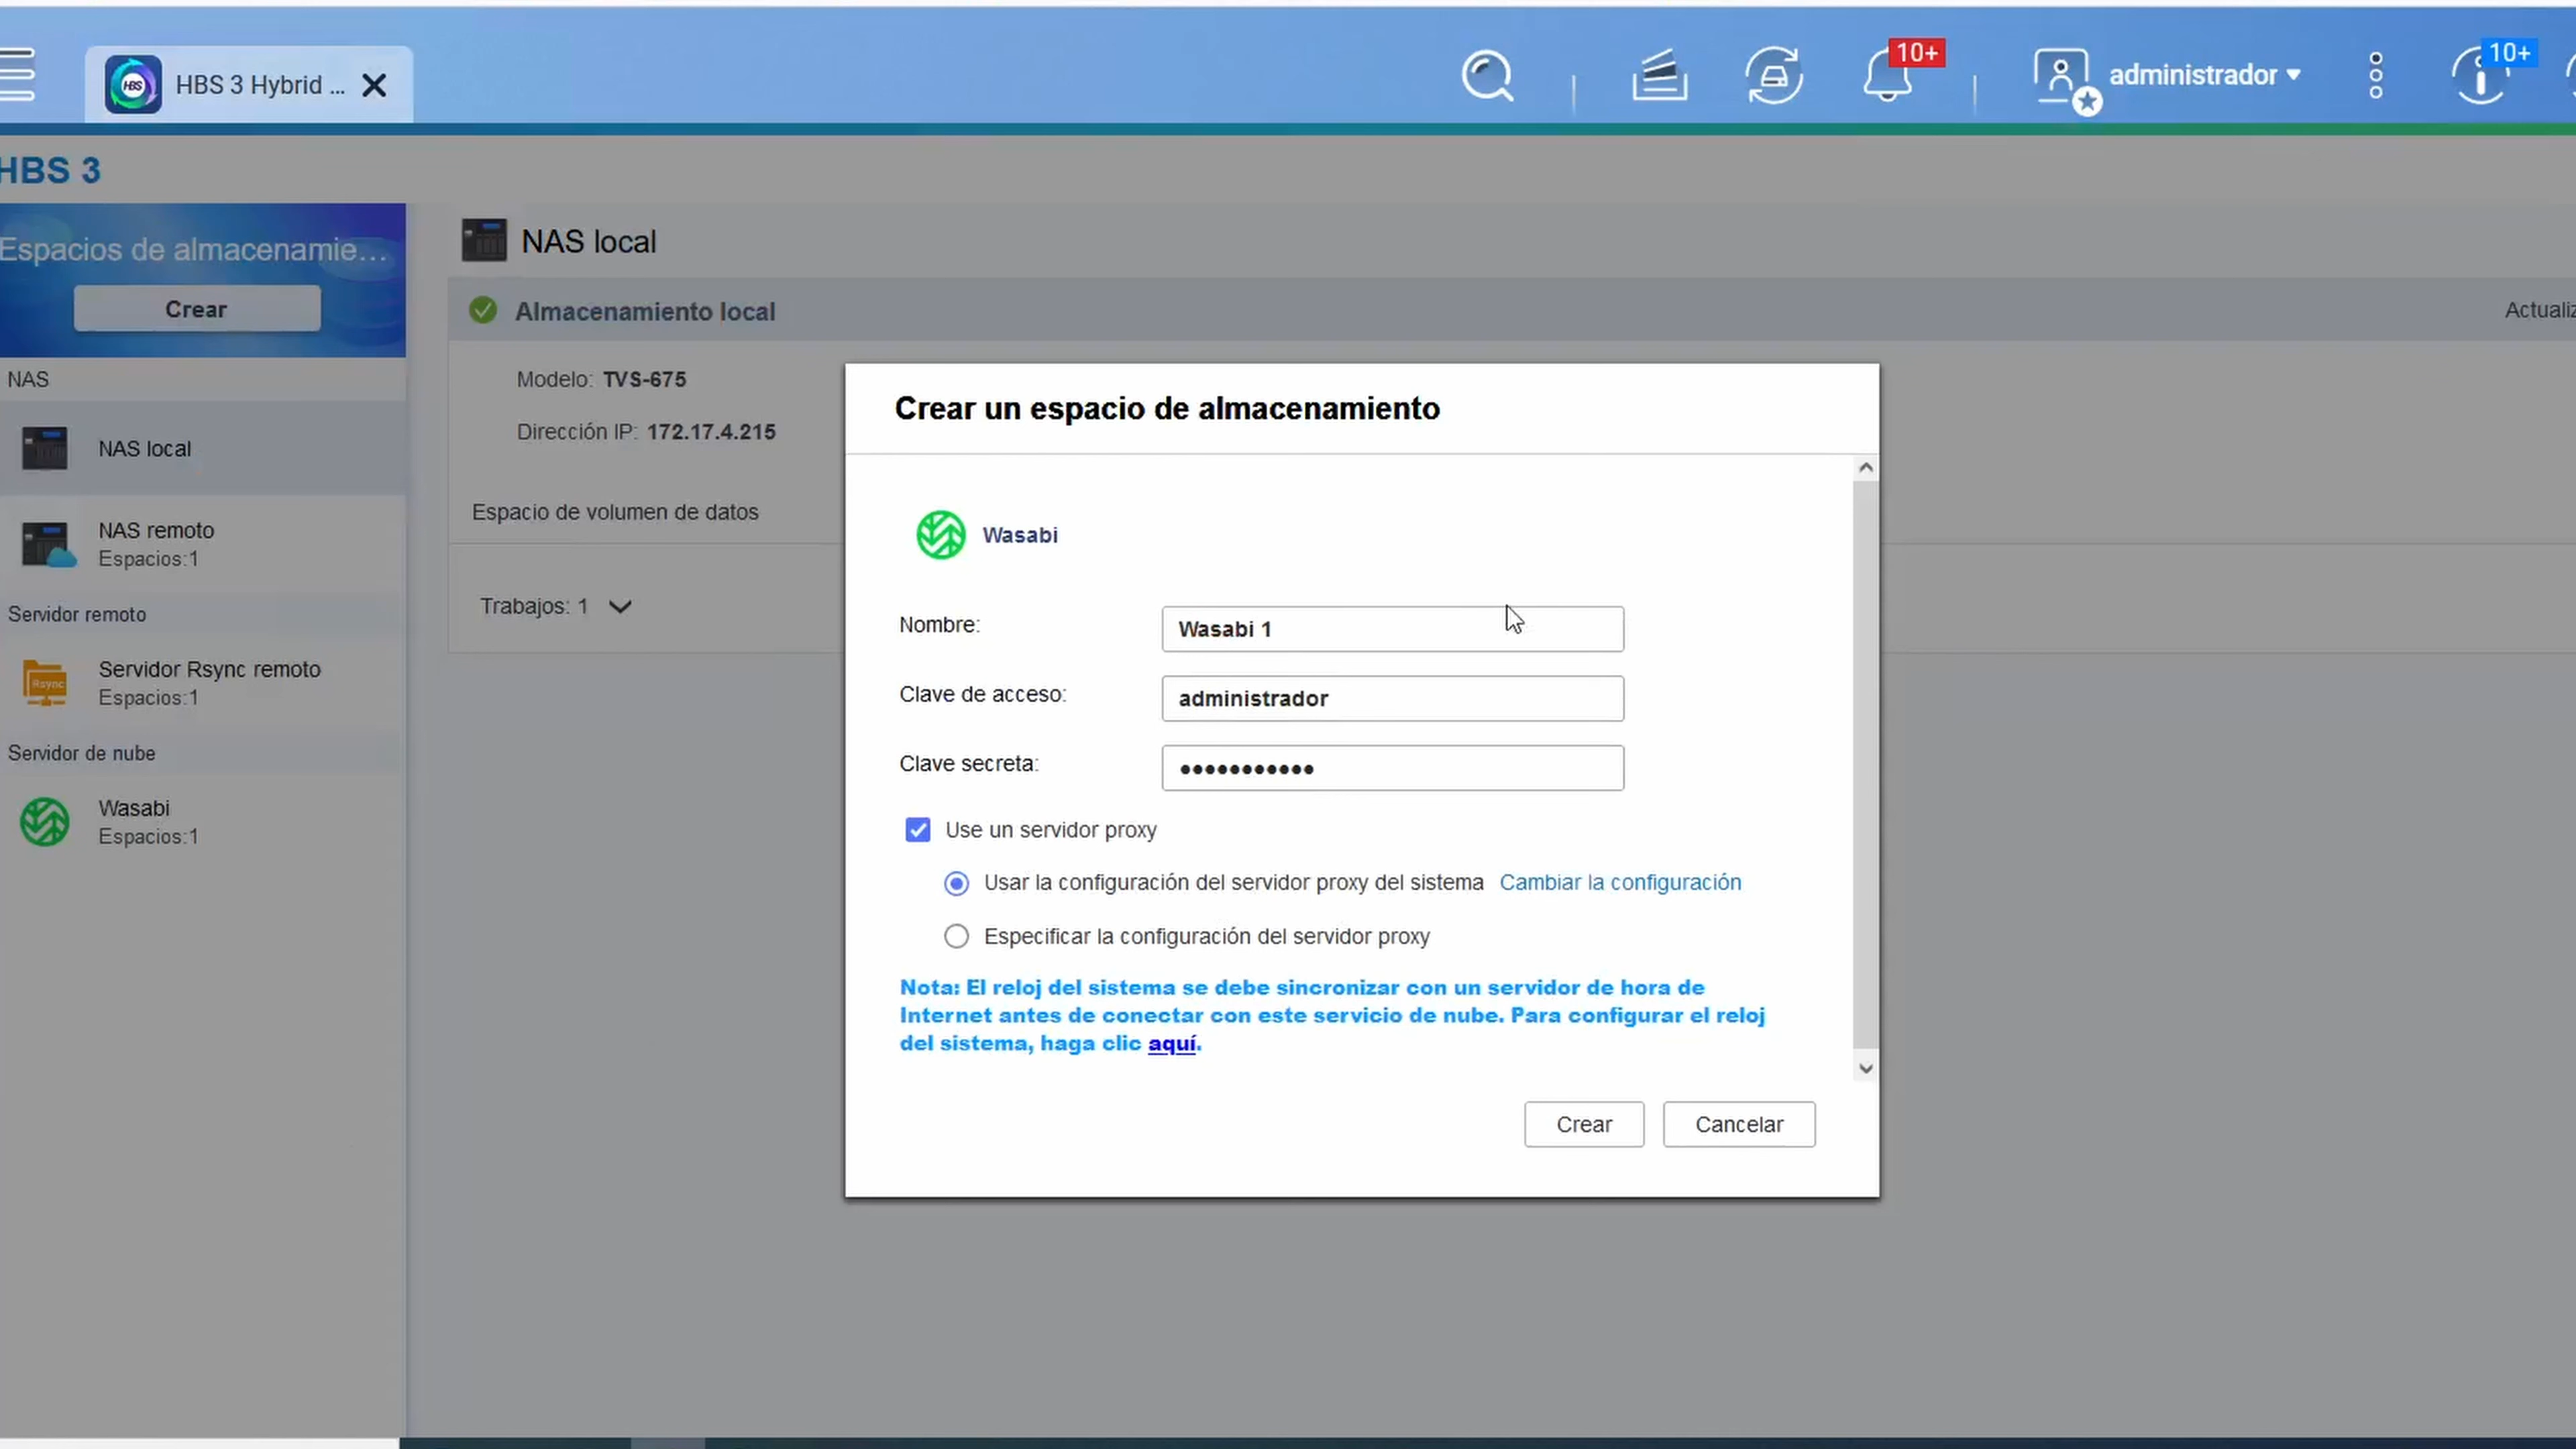 HBS
HBS 3 Hybrid ...
10+
administrador
10+
HBS 3
Espacios de almacenamie...
Crear
NAS
NAS local
NAS remoto
Espacios:1
Servidor remoto
Rsync
Servidor Rsync remoto
Espacios:1
Servidor de nube
Wasabi
Espacios:1
NAS local
Almacenamiento local
Actualiz
Modelo: TVS-675
Dirección IP: 172.17.4.215
Espacio de volumen de datos
Trabajos: 1
Crear un espacio de almacenamiento
Wasabi
Nombre: Wasabi 1
Clave de acceso: administrador
Clave secreta: •••••••••••
Use un servidor proxy
Usar la configuración del servidor proxy del sistema Cambiar la configuración
Especificar la configuración del servidor proxy
Nota: El reloj del sistema se debe sincronizar con un servidor de hora de
Internet antes de conectar con este servicio de nube. Para configurar el reloj
del sistema, haga clic aquí.
Crear Cancelar